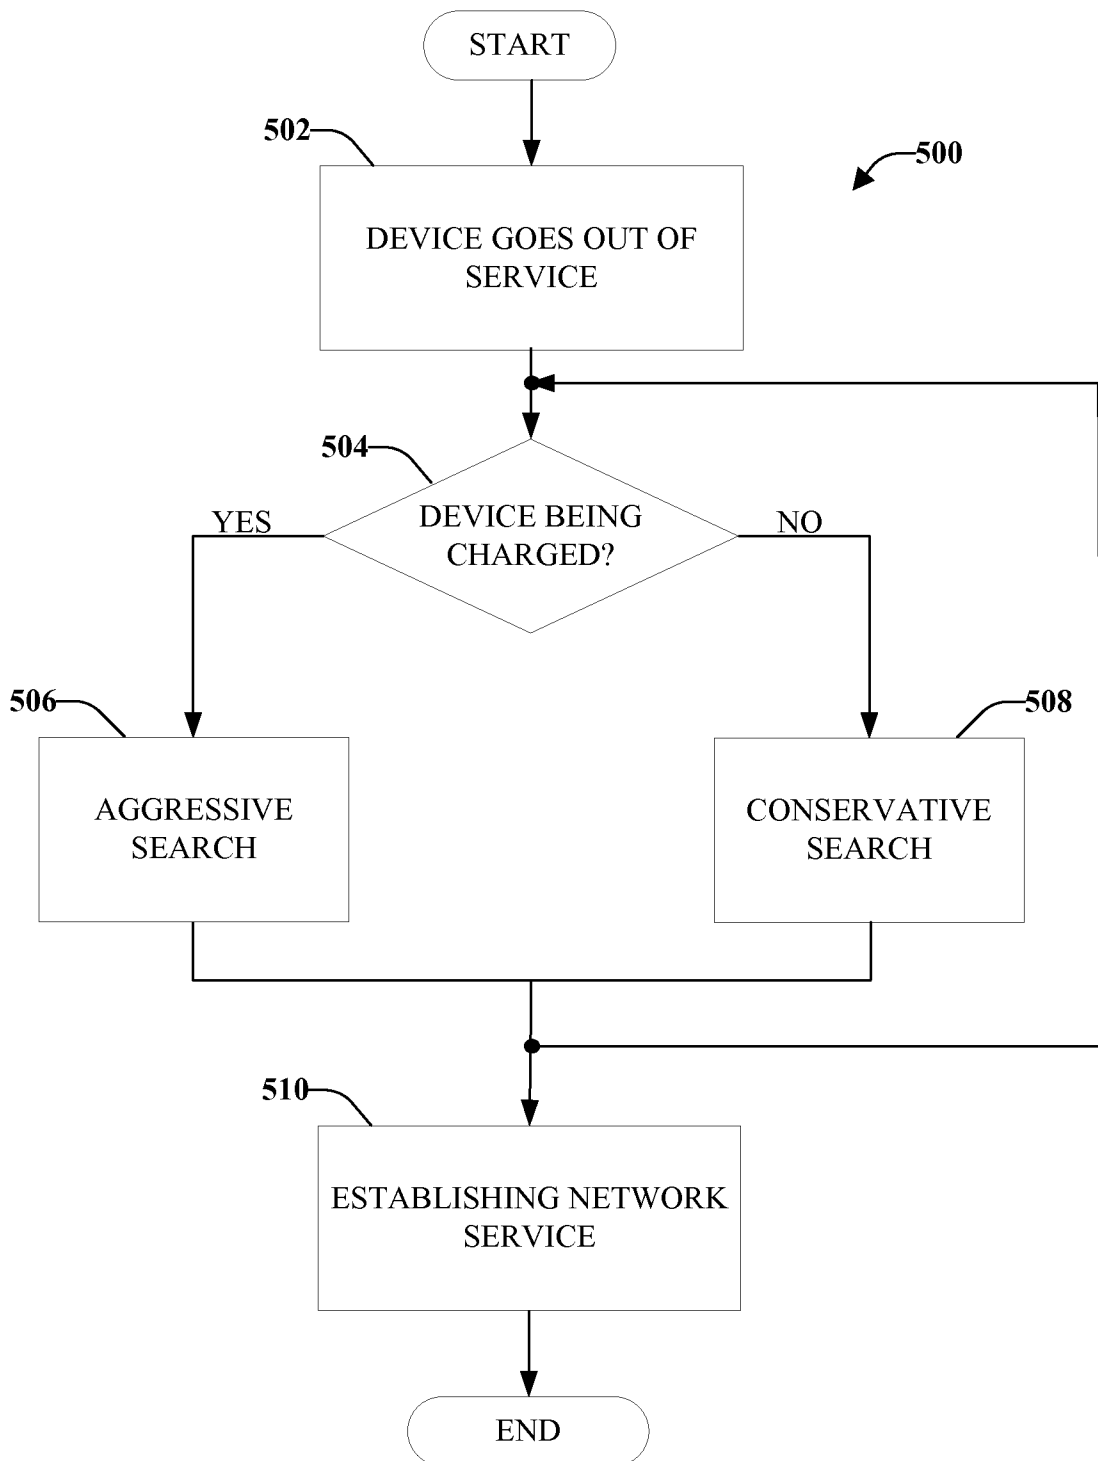 START
502
500
DEVICE GOES OUT OF
SERVICE
504
DEVICE BEING
CHARGED?
YES
NO
506
508
AGGRESSIVE
SEARCH
CONSERVATIVE
SEARCH
510
ESTABLISHING NETWORK
SERVICE
END